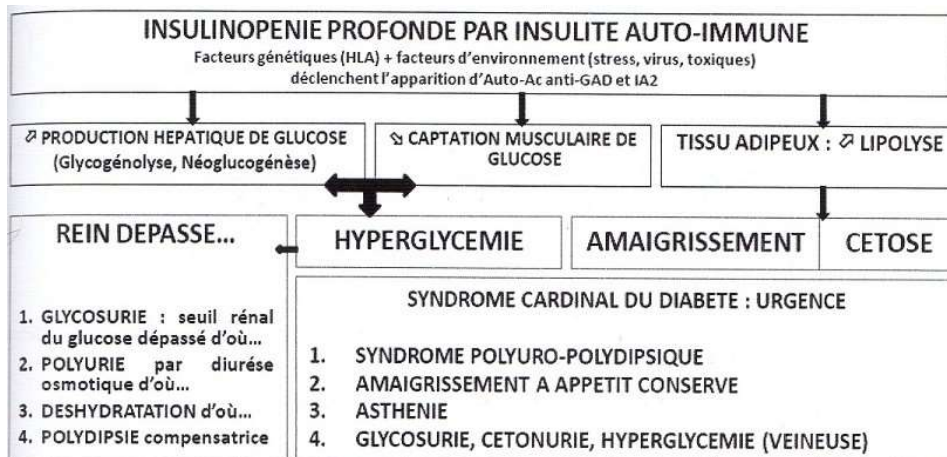 INSULINOPENIE PROFONDE PAR INSULITE AUTO-IMMUNE
Facteurs génétiques (HLA) + facteurs d'environnement (stress, virus, toxiques)
déclenchent l'apparition d'Auto-Ac anti-GAD et IA2
⬀ PRODUCTION HEPATIQUE DE GLUCOSE
(Glycogénolyse, Néoglucogénèse)
⬂ CAPTATION MUSCULAIRE DE
GLUCOSE
TISSU ADIPEUX : ⬀ LIPOLYSE
REIN DEPASSE...
HYPERGLYCEMIE
AMAIGRISSEMENT
CETOSE
1. GLYCOSURIE : seuil rénal
du glucose dépassé d'où...
2. POLYURIE par diurése
osmotique d'où...
3. DESHYDRATATION d'où...
4. POLYDIPSIE compensatrice
SYNDROME CARDINAL DU DIABETE : URGENCE
1. SYNDROME POLYURO-POLYDIPSIQUE
2. AMAIGRISSEMENT A APPETIT CONSERVE
3. ASTHENIE
4. GLYCOSURIE, CETONURIE, HYPERGLYCEMIE (VEINEUSE)